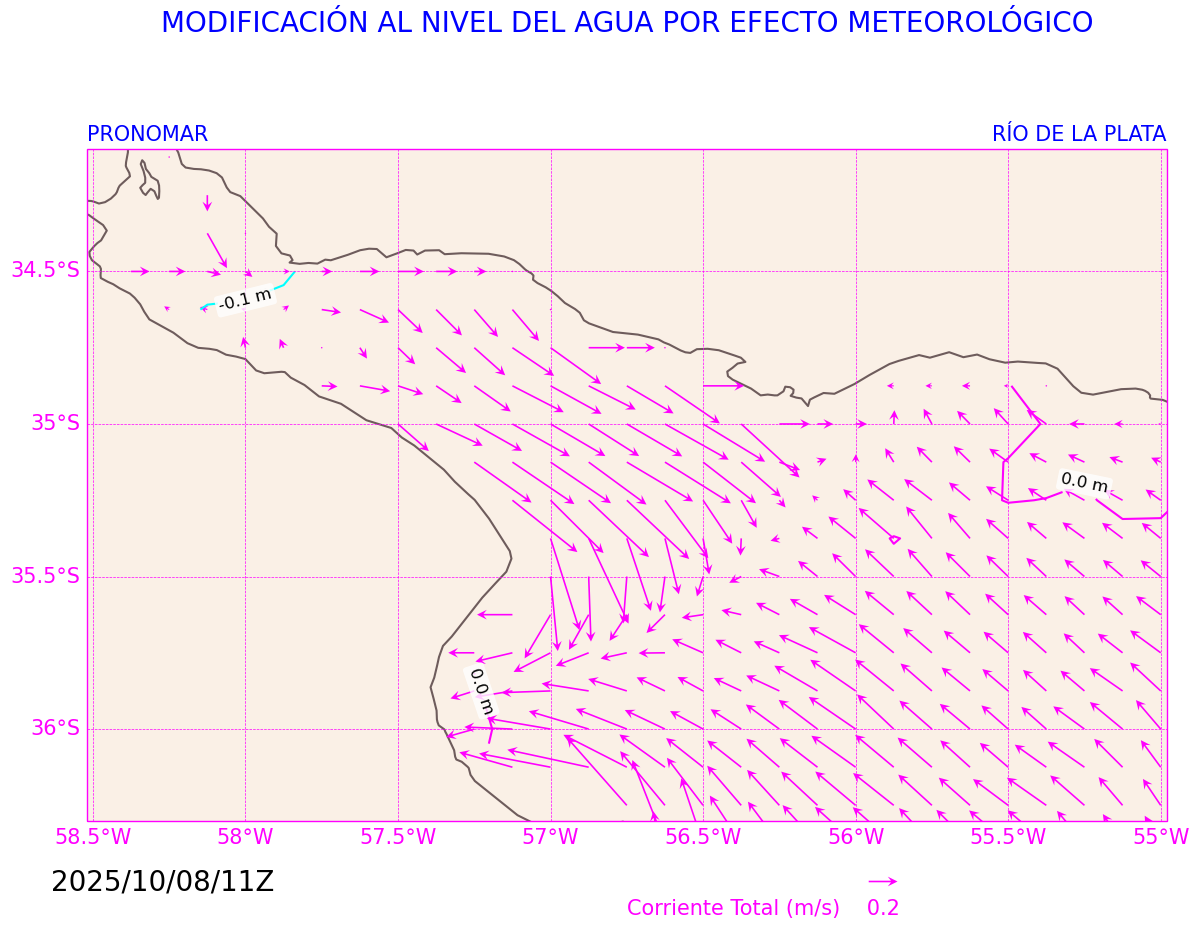 MODIFICACIÓN AL NIVEL DEL AGUA POR EFECTO METEOROLÓGICO
PRONOMAR
RÍO DE LA PLATA
34.5°S
-0.1 m
35°S
0.0 m
35.5°S
0.0 m
36°S
58.5°W 58°W 57.5°W 57°W 56.5°W 56°W 55.5°W 55°W
2025/10/08/11Z
Corriente Total (m/s) 0.2